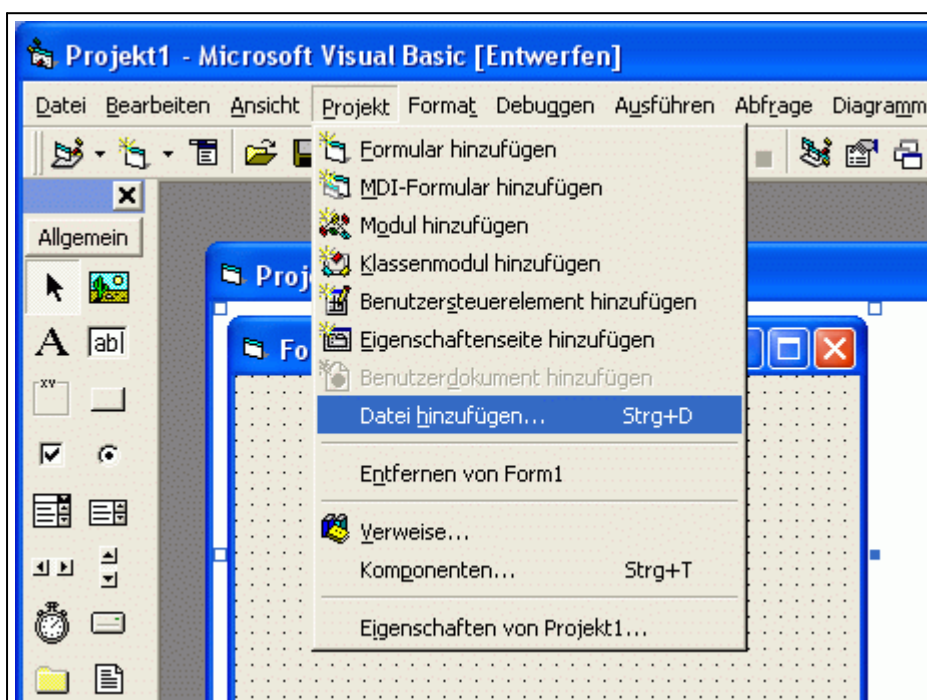 Projekt1 - Microsoft Visual Basic [Entwerfen]
Datei Bearbeiten Ansicht Projekt Format Debuggen Ausführen Abfrage Diagramm
Formular hinzufügen
MDI-Formular hinzufügen
Modul hinzufügen
Allgemein
Klassenmodul hinzufügen
Proj
Benutzersteuerelement hinzufügen
Eigenschaftenseite hinzufügen
Fo
A ab|
Benutzerdokument hinzufügen
XY
Datei hinzufügen... Strg+D
Entfernen von Form1
Verweise...
Komponenten... Strg+T
Eigenschaften von Projekt1...